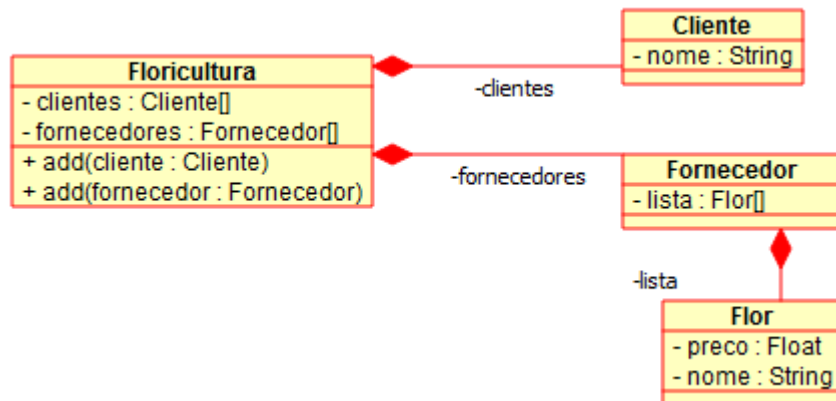 Floricultura
- clientes : Cliente[]
- fornecedores : Fornecedor[]
+ add(cliente : Cliente)
+ add(fornecedor : Fornecedor)
-clientes
Cliente
- nome : String
-fornecedores
Fornecedor
- lista : Flor[]
-lista
Flor
- preco : Float
- nome : String